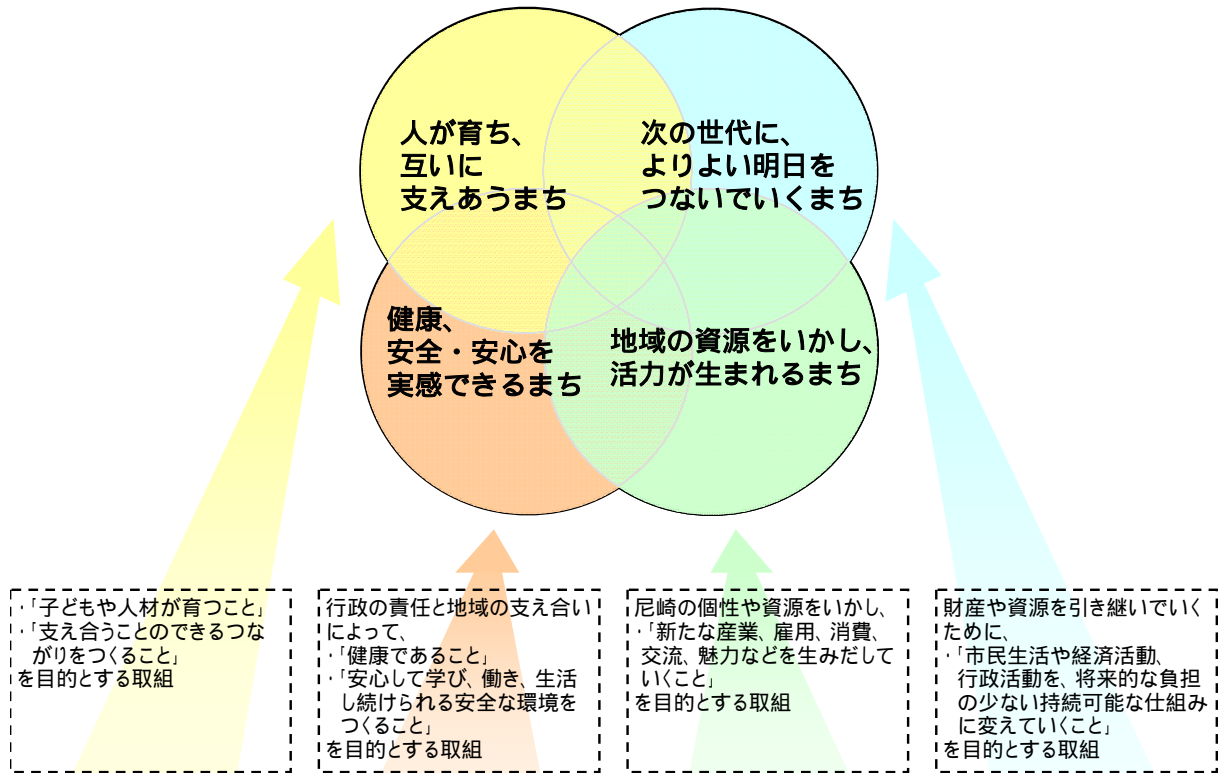 人が育ち、
互いに
支えあうまち
次の世代に、
よりよい明日を
つないでいくまち
健康、
安全・安心を
実感できるまち
地域の資源をいかし、
活力が生まれるまち
・「子どもや人材が育つこと」
・「支え合うことのできるつな
がりをつくること」
を目的とする取組
行政の責任と地域の支え合い
によって、
・「健康であること」
・「安心して学び、働き、生活
し続けられる安全な環境を
つくること」
を目的とする取組
尼崎の個性や資源をいかし、
・「新たな産業、雇用、消費、
交流、魅力などを生みだして
いくこと」
を目的とする取組
財産や資源を引き継いでいく
ために、
・「市民生活や経済活動、
行政活動を、将来的な負担
の少ない持続可能な仕組み
に変えていくこと」
を目的とする取組